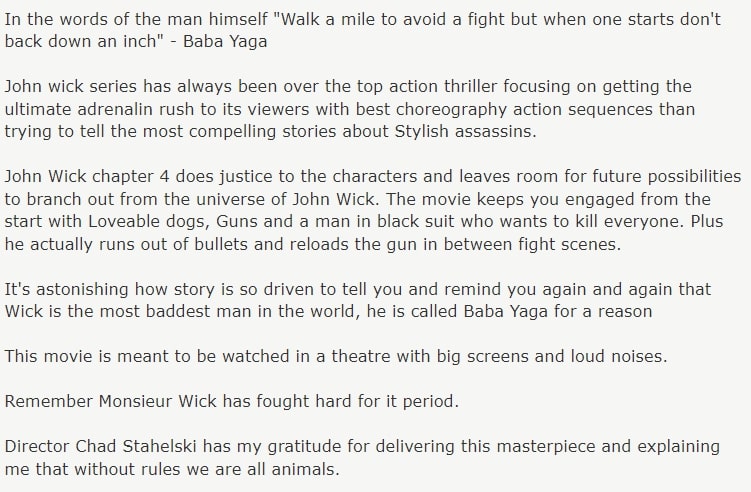 In the words of the man himself "Walk a mile to avoid a fight but when one starts don't
back down an inch" - Baba Yaga
John wick series has always been over the top action thriller focusing on getting the
ultimate adrenalin rush to its viewers with best choreography action sequences than
trying to tell the most compelling stories about Stylish assassins.
John Wick chapter 4 does justice to the characters and leaves room for future possibilities
to branch out from the universe of John Wick. The movie keeps you engaged from the
start with Loveable dogs, Guns and a man in black suit who wants to kill everyone. Plus
he actually runs out of bullets and reloads the gun in between fight scenes.
It's astonishing how story is so driven to tell you and remind you again and again that
Wick is the most baddest man in the world, he is called Baba Yaga for a reason
This movie is meant to be watched in a theatre with big screens and loud noises.
Remember Monsieur Wick has fought hard for it period.
Director Chad Stahelski has my gratitude for delivering this masterpiece and explaining
me that without rules we are all animals.